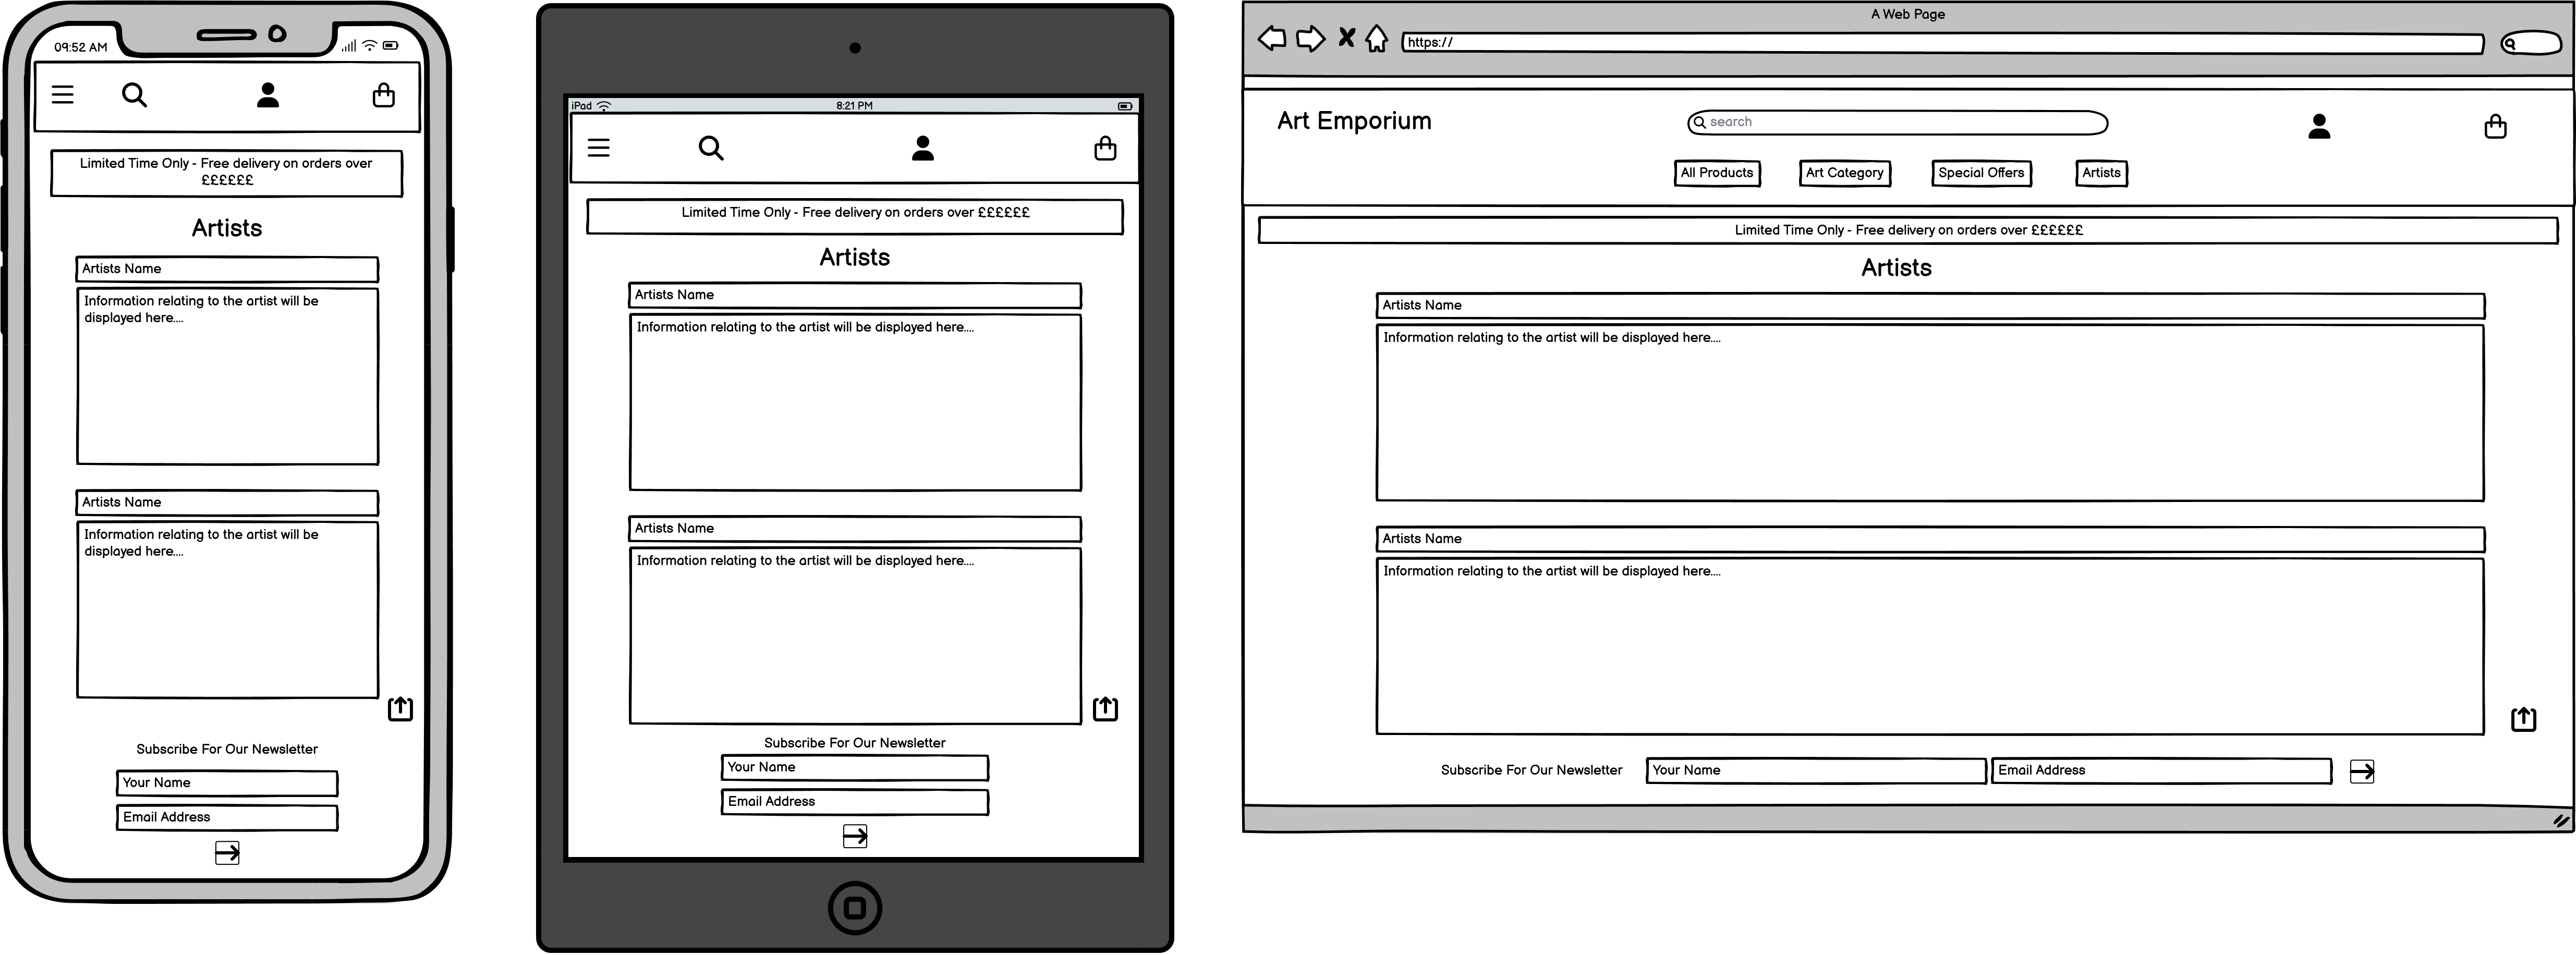 09:52 AM
Limited Time Only - Free delivery on orders over
££££££
Artists
Artists Name
Information relating to the artist will be
displayed here....
Artists Name
Information relating to the artist will be
displayed here....
Subscribe For Our Newsletter
Your Name
Email Address
iPad
8:21 PM
Limited Time Only - Free delivery on orders over ££££££
Artists
Artists Name
Information relating to the artist will be displayed here....
Artists Name
Information relating to the artist will be displayed here....
Subscribe For Our Newsletter
Your Name
Email Address
A Web Page
https://
Art Emporium
search
All Products Art Category Special Offers Artists
Limited Time Only - Free delivery on orders over ££££££
Artists
Artists Name
Information relating to the artist will be displayed here....
Artists Name
Information relating to the artist will be displayed here....
Subscribe For Our Newsletter Your Name Email Address